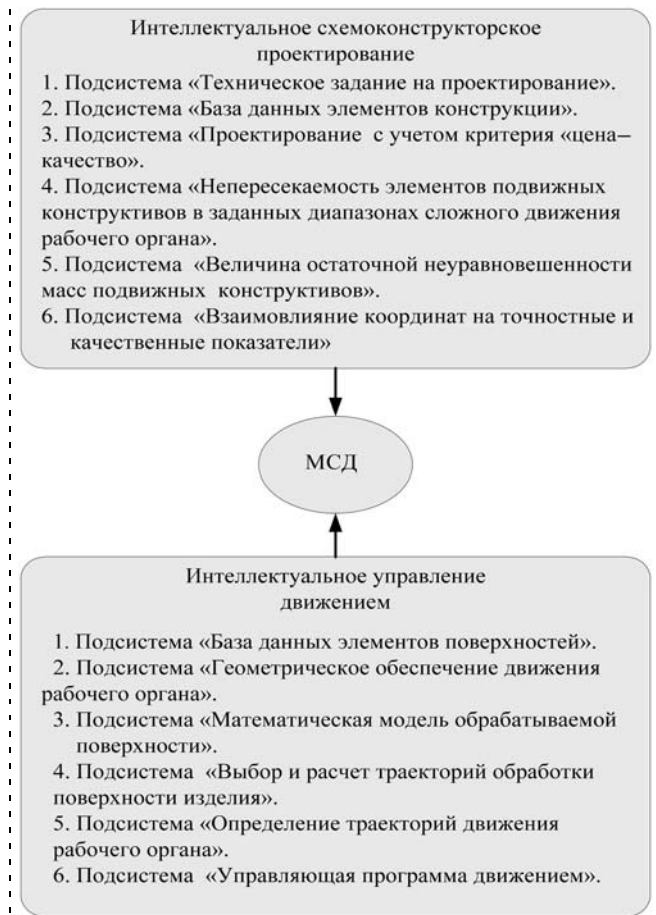 Интеллектуальное схемоконструкторское
проектирование
1. Подсистема «Техническое задание на проектирование».
2. Подсистема «База данных элементов конструкции».
3. Подсистема «Проектирование с учетом критерия «цена–
качество».
4. Подсистема «Непересекаемость элементов подвижных
конструктивов в заданных диапазонах сложного движения
рабочего органа».
5. Подсистема «Величина остаточной неуравновешенности
масс подвижных конструктивов».
6. Подсистема «Взаимовлияние координат на точностные и
качественные показатели»
МСД
Интеллектуальное управление
движением
1. Подсистема «База данных элементов поверхностей».
2. Подсистема «Геометрическое обеспечение движения
рабочего органа».
3. Подсистема «Математическая модель обрабатываемой
поверхности».
4. Подсистема «Выбор и расчет траекторий обработки
поверхности изделия».
5. Подсистема «Определение траекторий движения
рабочего органа».
6. Подсистема «Управляющая программа движением».